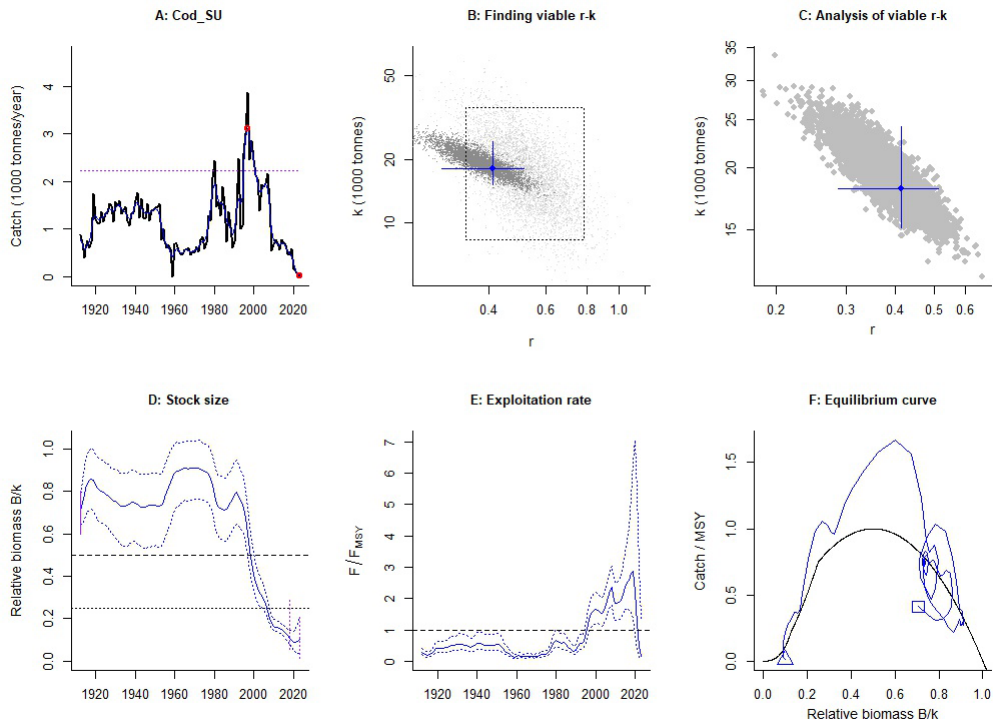 A: Cod_SU
Catch (1000 tonnes/year)
4
3
2
1
0
1920 1940 1960 1980 2000 2020
B: Finding viable r-k
k (1000 tonnes)
50
20
10
0.4 0.6 0.8 1.0
r
C: Analysis of viable r-k
k (1000 tonnes)
35
30
25
20
15
0.2 0.3 0.4 0.5 0.6
r
D: Stock size
Relative biomass B/k
1.0
0.8
0.6
0.4
0.2
0.0
1920 1940 1960 1980 2000 2020
E: Exploitation rate
F / FMSY
7
6
5
4
3
2
1
0
1920 1940 1960 1980 2000 2020
F: Equilibrium curve
Catch / MSY
1.5
1.0
0.5
0.0
0.0 0.2 0.4 0.6 0.8 1.0
Relative biomass B/k